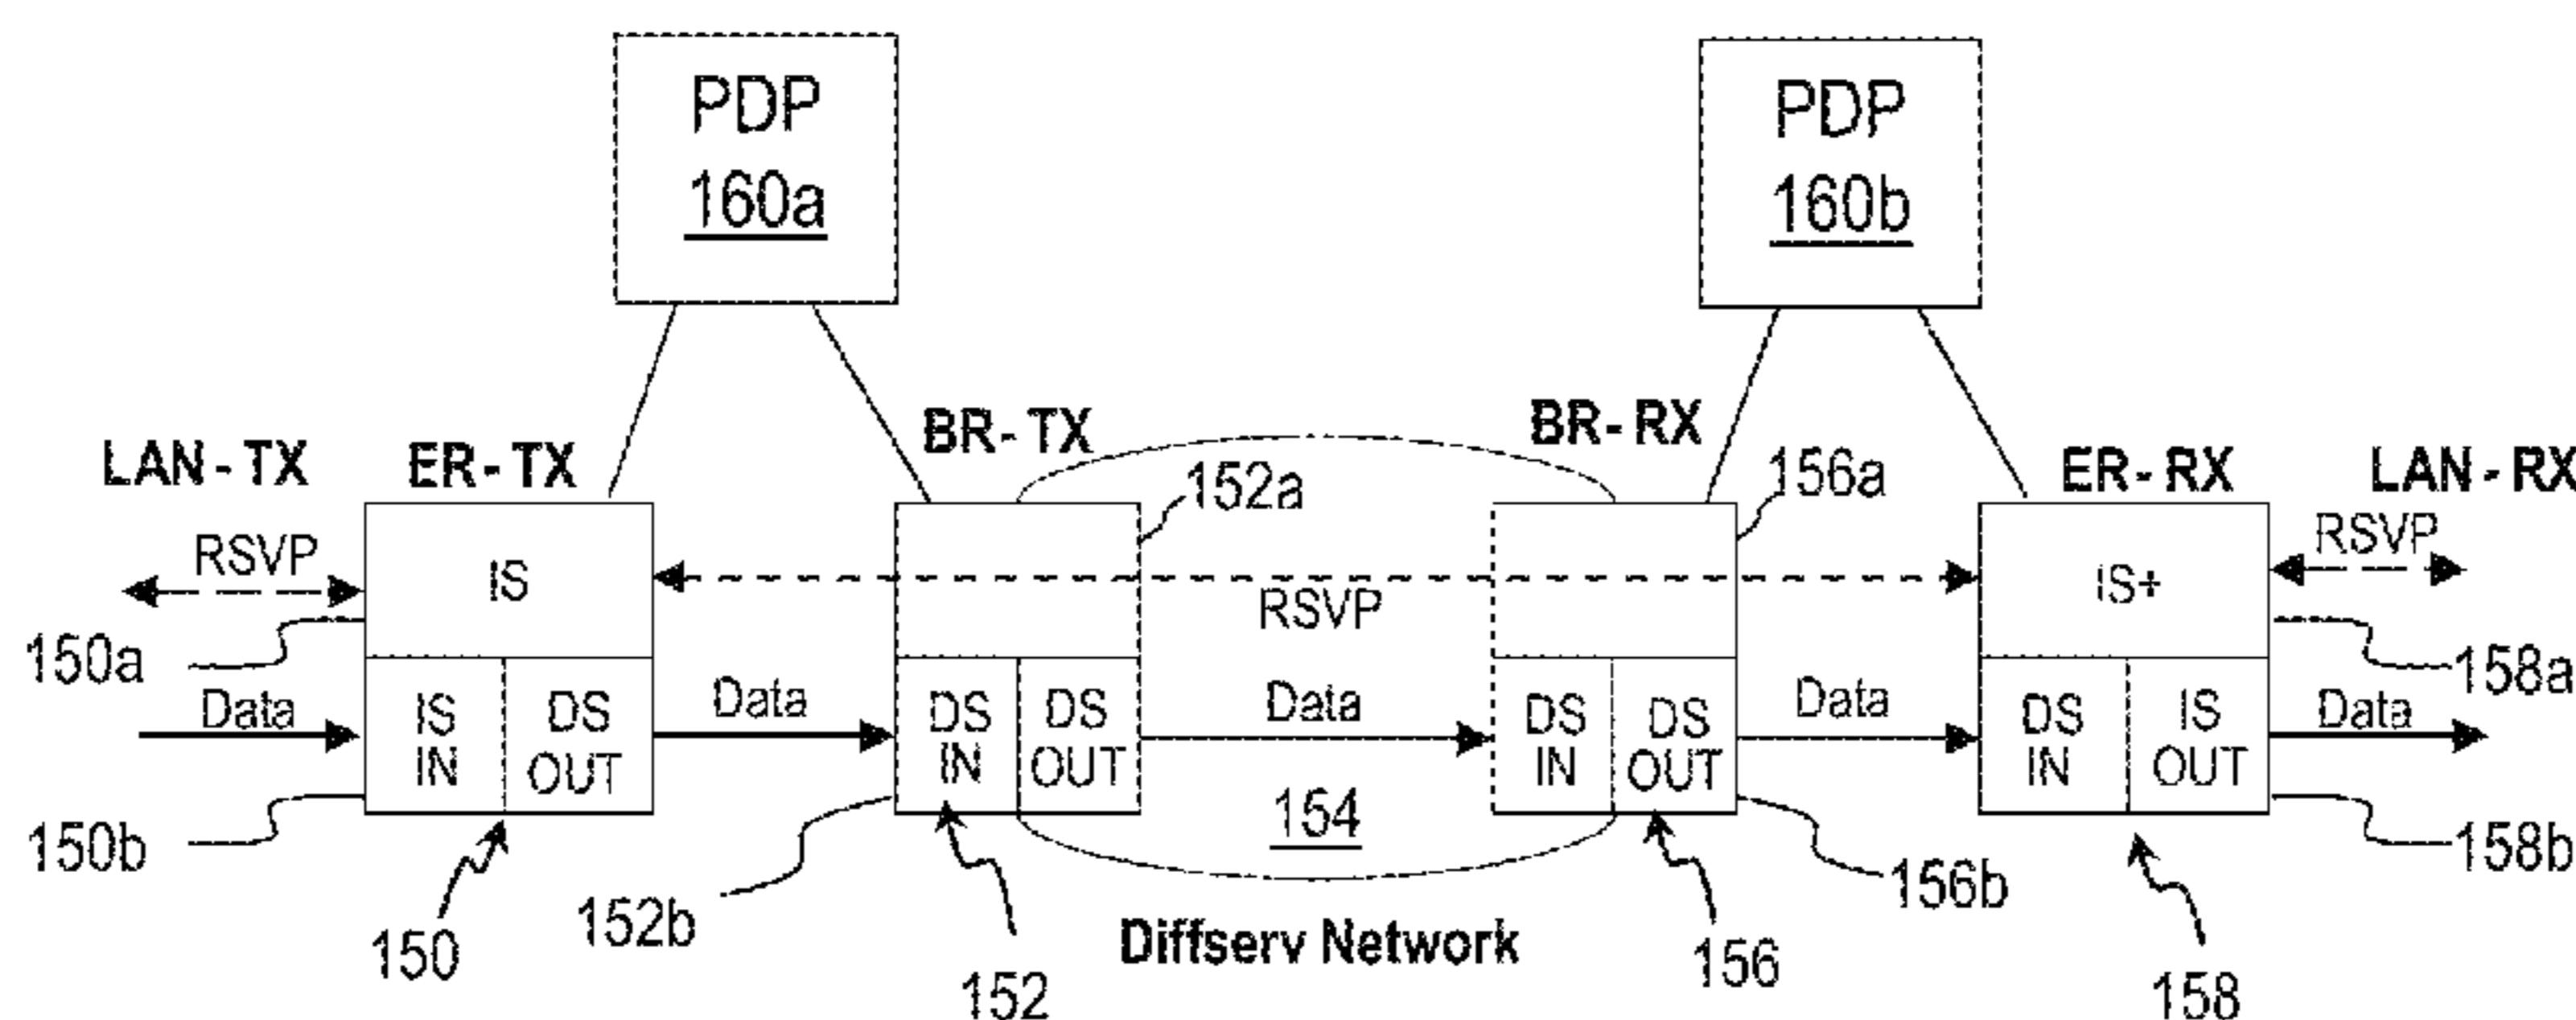 PDP
160a
PDP
160b
LAN - TX
ER - TX
BR - TX
BR - RX
ER - RX
LAN - RX
152a
156a
RSVP
IS
RSVP
IS+
RSVP
150a
158a
Data
IS
IN
DS
OUT
Data
DS
IN
DS
OUT
Data
DS
IN
DS
OUT
Data
DS
IN
IS
OUT
Data
150b
152b
154
156b
158b
150
152
Diffserv Network
156
158